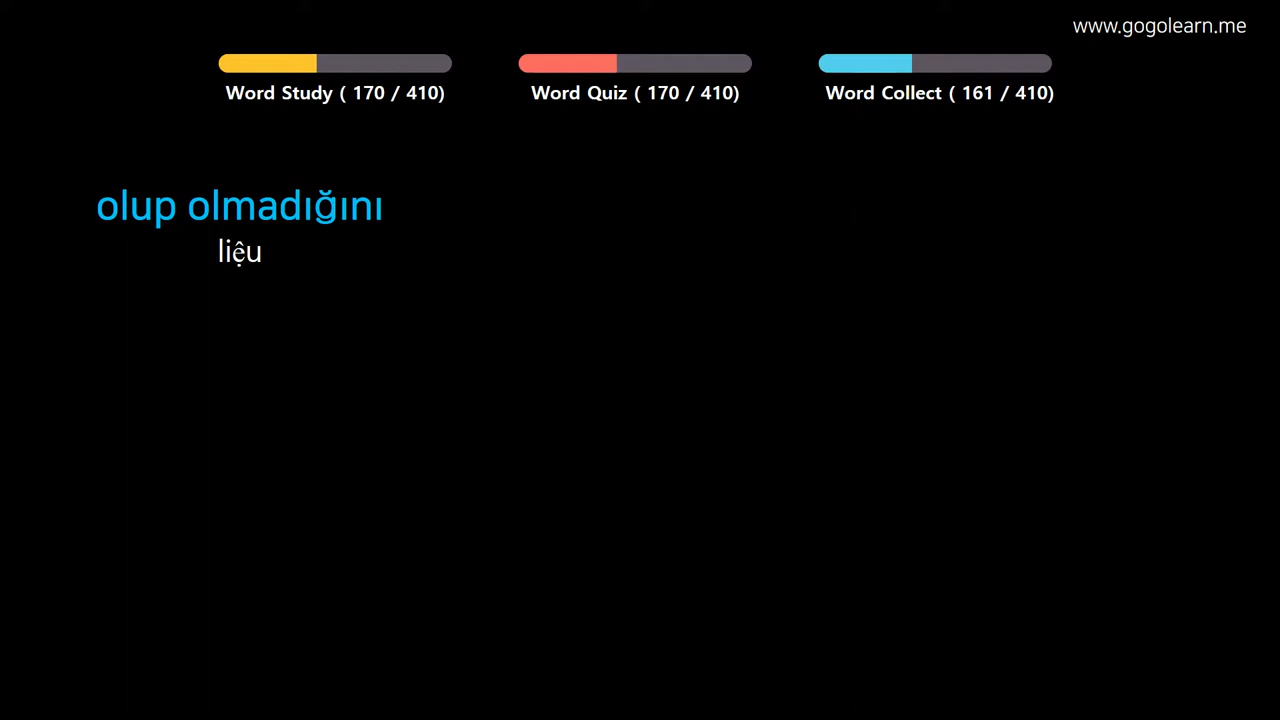 www.gogolearn.me
Word Study ( 170 / 410)
Word Quiz ( 170 / 410)
Word Collect ( 161 / 410)
olup olmadığını
liệu